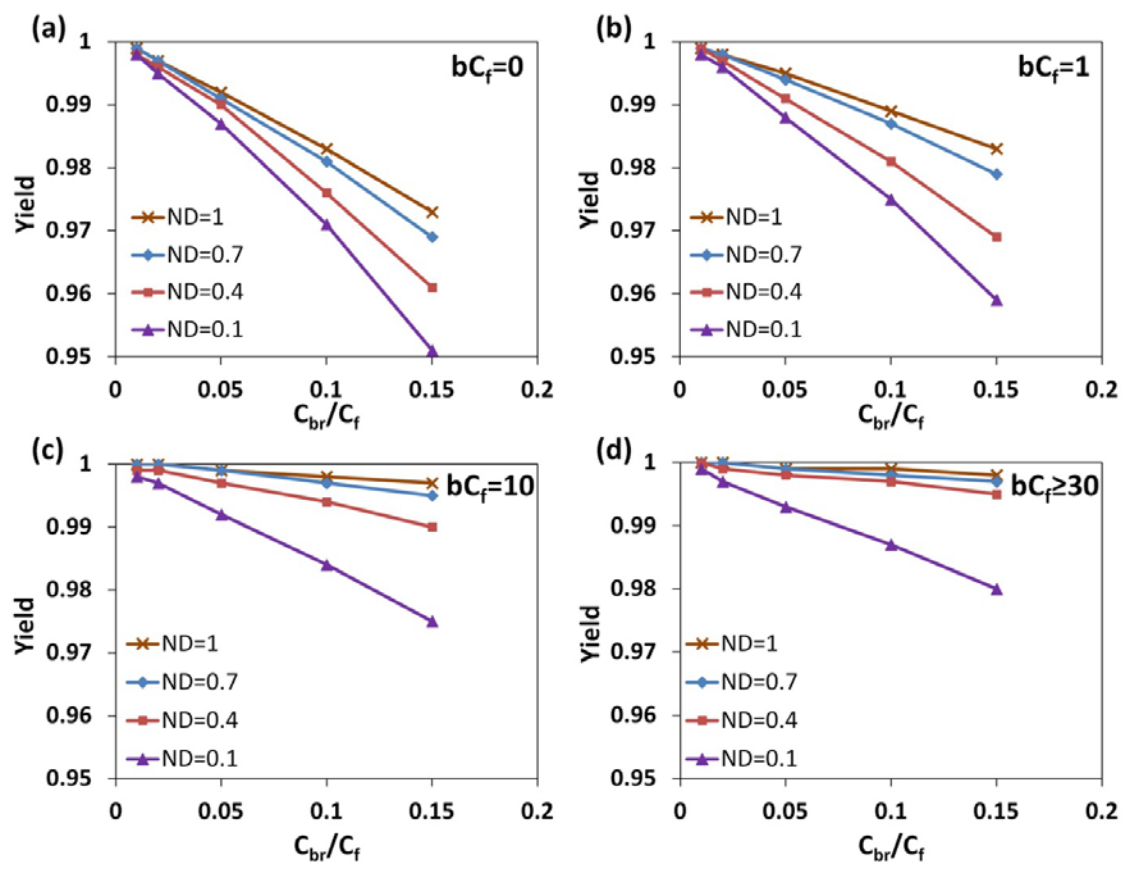 (a)
bCf=0
1
0.99
0.98
0.97
0.96
0.95
Yield
ND=1
ND=0.7
ND=0.4
ND=0.1
0 0.05 0.1 0.15 0.2
Cbr/Cf
(b)
bCf=1
1
0.99
0.98
0.97
0.96
0.95
Yield
ND=1
ND=0.7
ND=0.4
ND=0.1
0 0.05 0.1 0.15 0.2
Cbr/Cf
(c)
bCf=10
1
0.99
0.98
0.97
0.96
0.95
Yield
ND=1
ND=0.7
ND=0.4
ND=0.1
0 0.05 0.1 0.15 0.2
Cbr/Cf
(d)
bCf≥30
1
0.99
0.98
0.97
0.96
0.95
Yield
ND=1
ND=0.7
ND=0.4
ND=0.1
0 0.05 0.1 0.15 0.2
Cbr/Cf